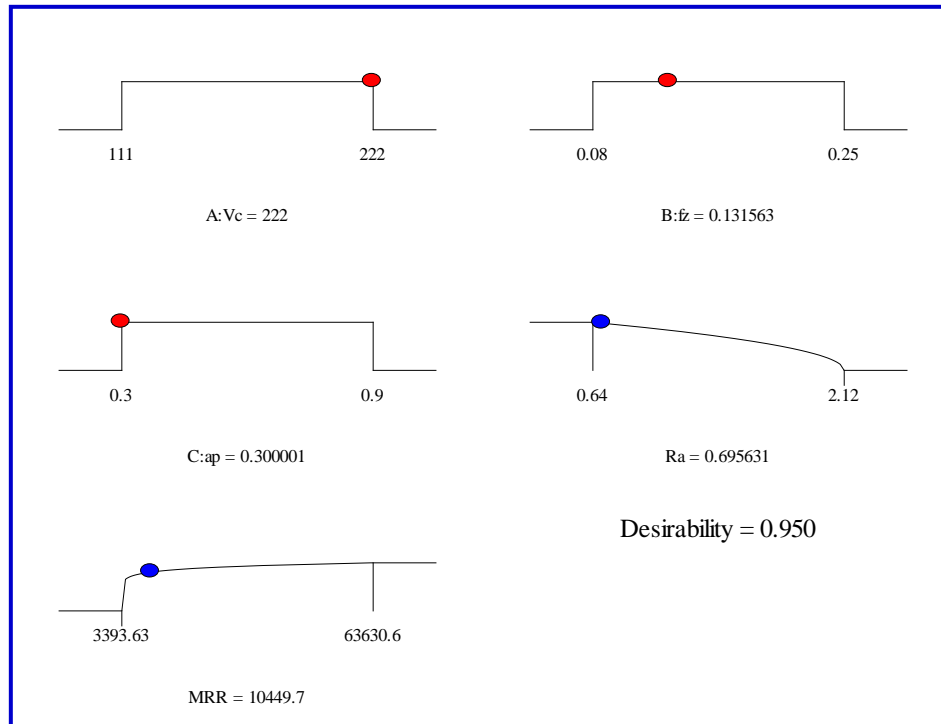 111 222
A:Vc = 222
0.08 0.25
B:fz = 0.131563
0.3 0.9
C:ap = 0.300001
0.64 2.12
Ra = 0.695631
3393.63 63630.6
MRR = 10449.7
Desirability = 0.950